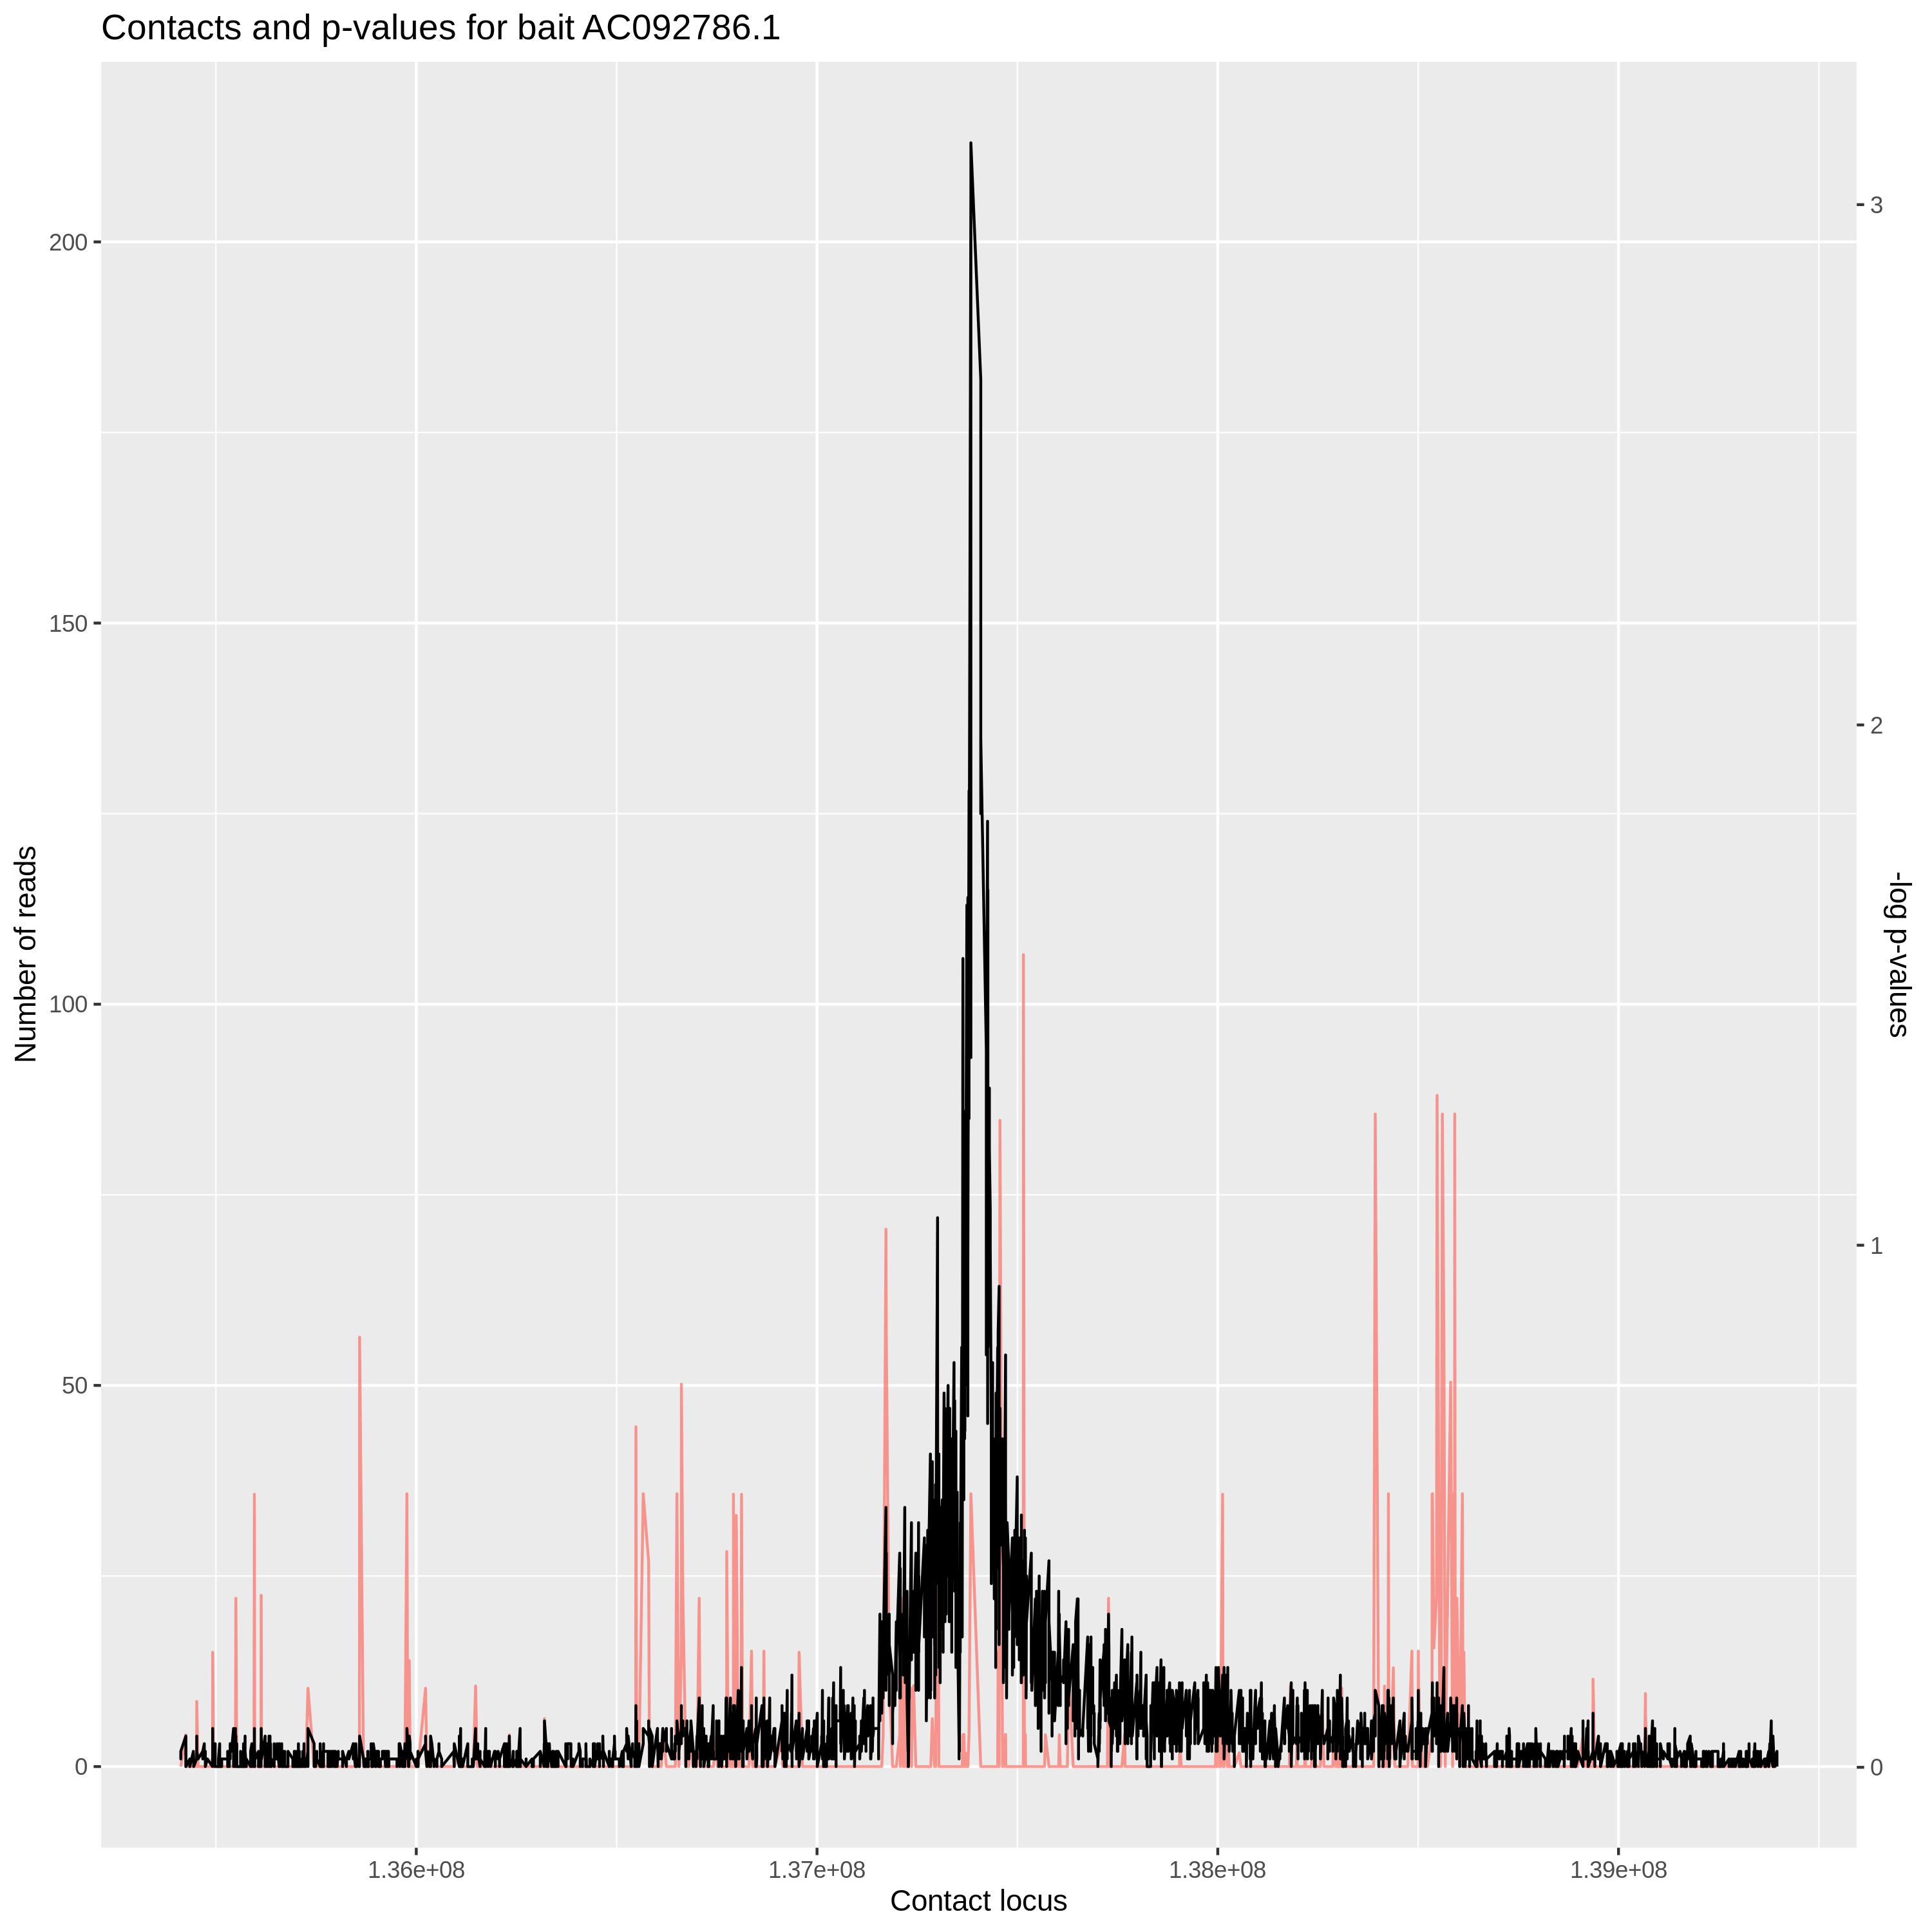 Contacts and p-values for bait AC092786.1
Number of reads
200
150
100
50
0
3
2
1
0
-log p-values
1.36e+08 1.37e+08 1.38e+08 1.39e+08
Contact locus